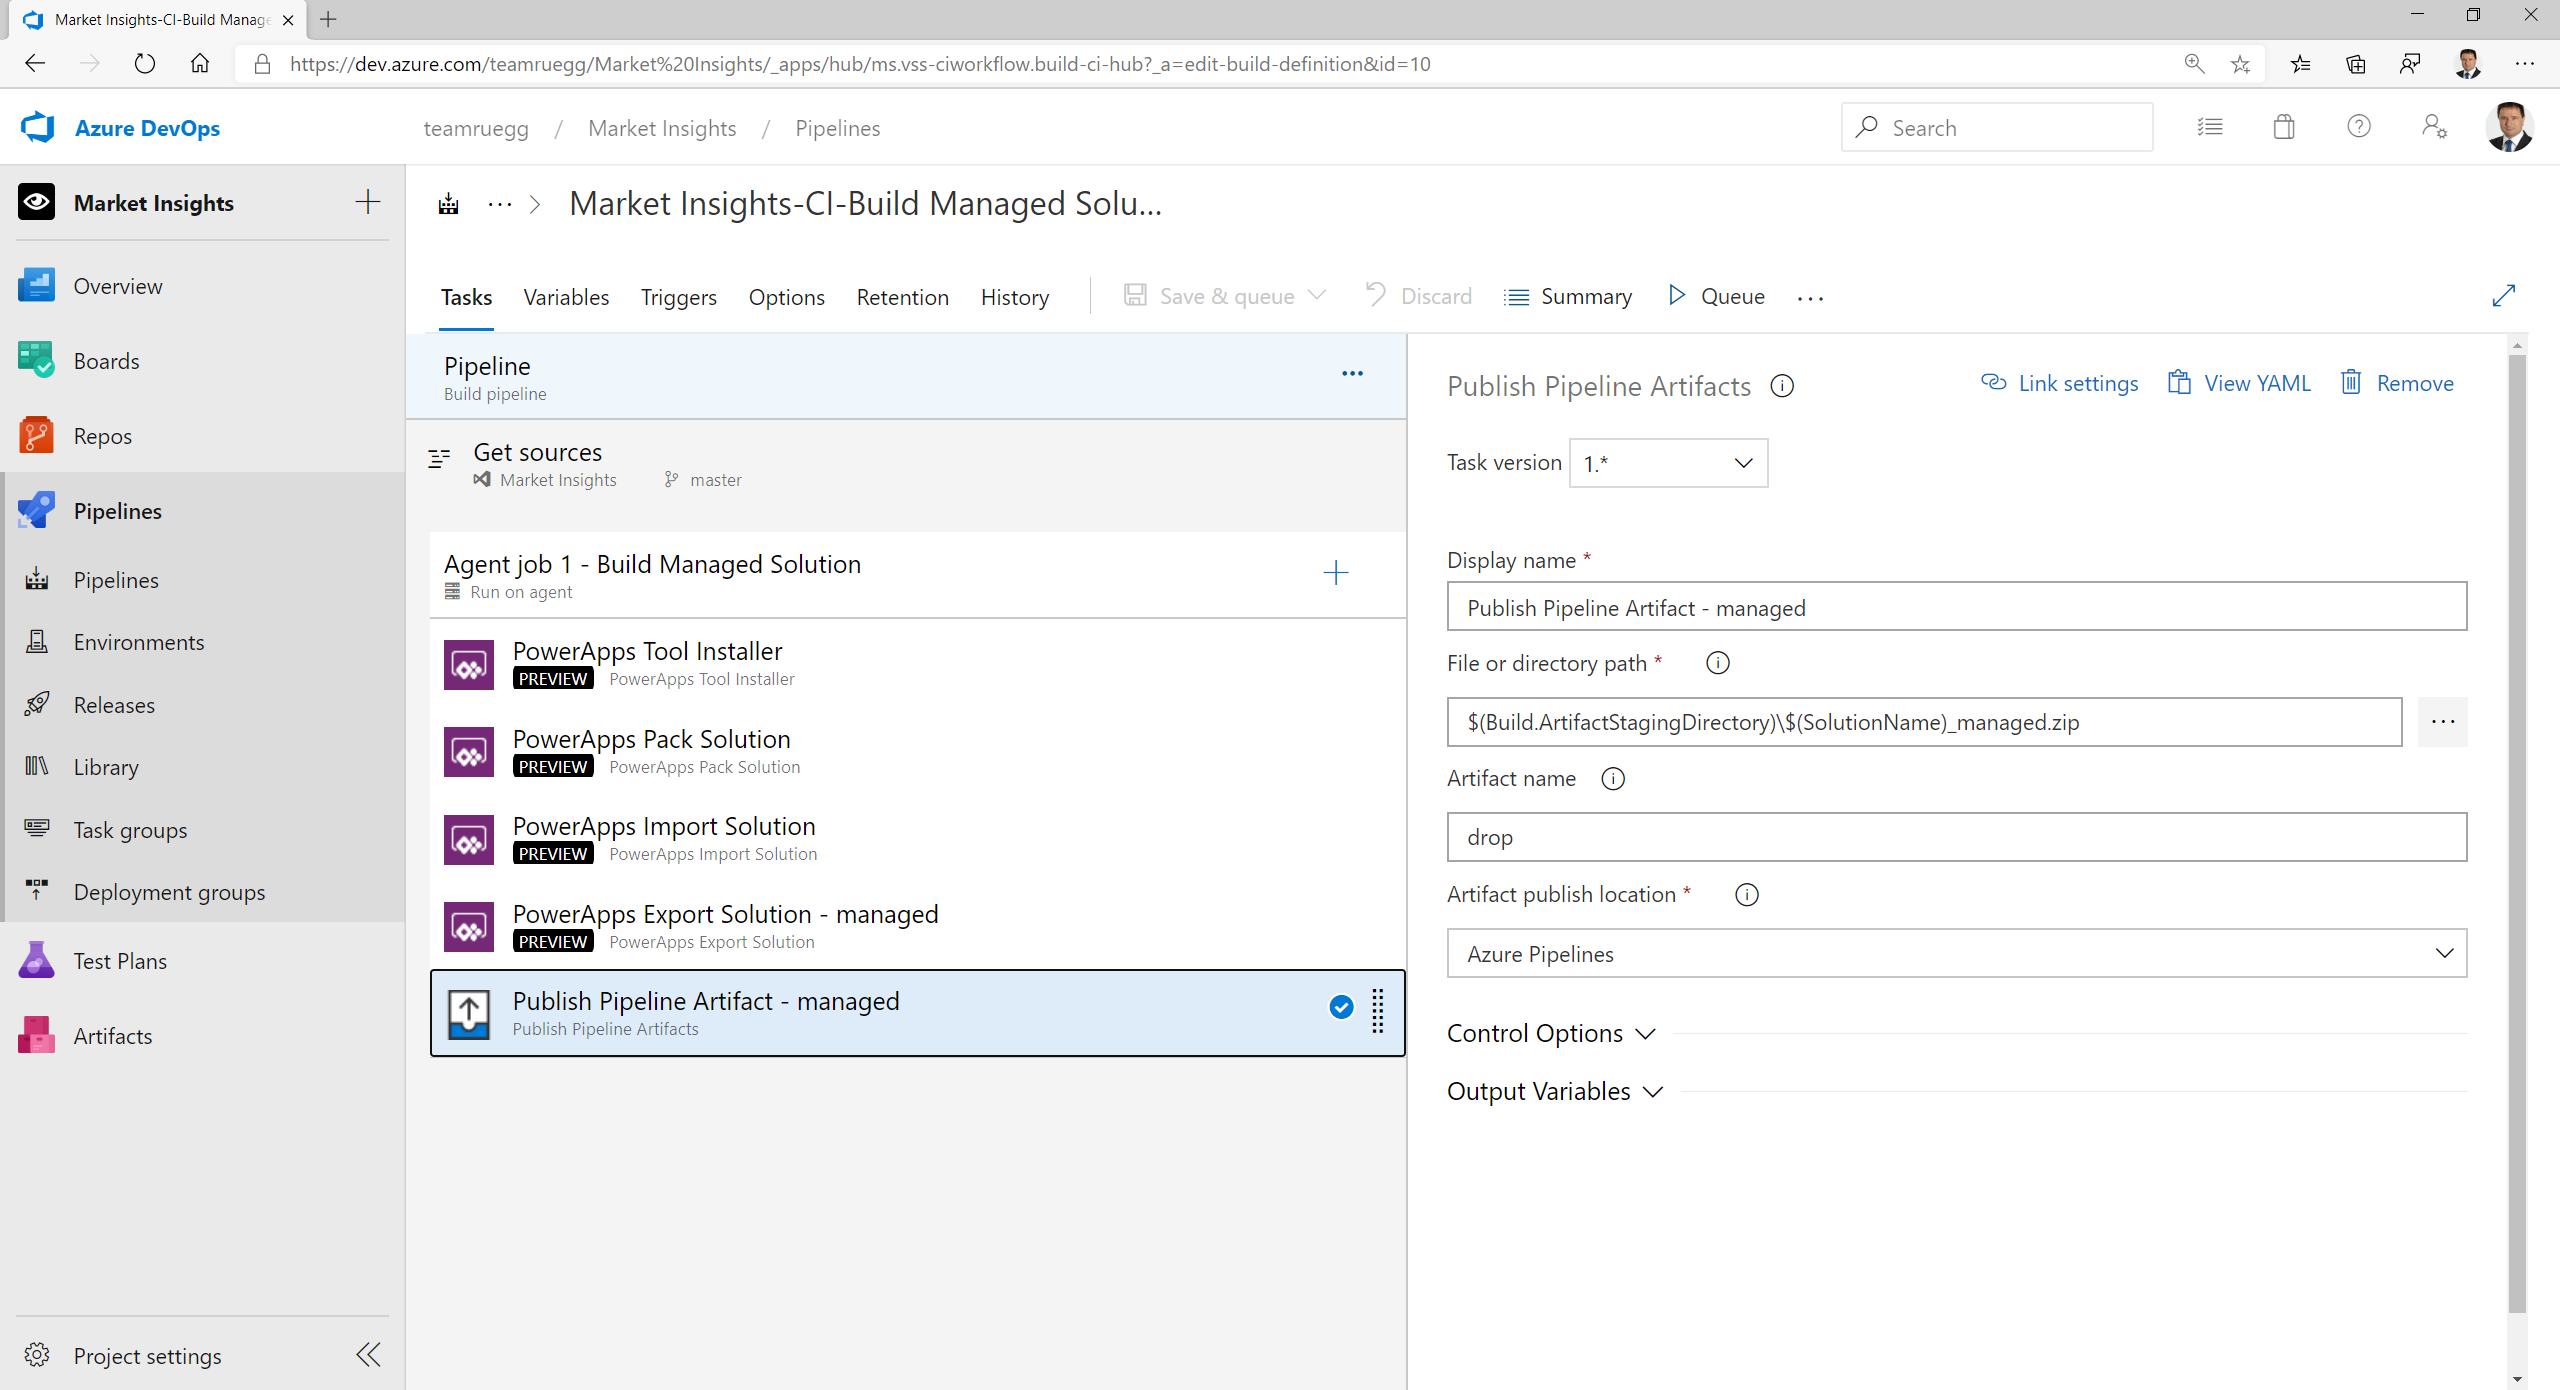 Market Insights-CI-Build Manage
https://dev.azure.com/teamruegg/Market%20Insights/_apps/hub/ms.vss-ciworkflow.build-ci-hub?_a=edit-build-definition&id=10
Azure DevOps
teamruegg / Market Insights / Pipelines
Search
Market Insights
Overview
Boards
Repos
Pipelines
Pipelines
Environments
Releases
Library
Task groups
Deployment groups
Test Plans
Artifacts
Project settings
Market Insights-CI-Build Managed Solu...
Tasks Variables Triggers Options Retention History Save & queue Discard Summary Queue ...
Pipeline
Build pipeline
Get sources
Market Insights master
Agent job 1 - Build Managed Solution
Run on agent
PowerApps Tool Installer
PREVIEW PowerApps Tool Installer
PowerApps Pack Solution
PREVIEW PowerApps Pack Solution
PowerApps Import Solution
PREVIEW PowerApps Import Solution
PowerApps Export Solution - managed
PREVIEW PowerApps Export Solution
Publish Pipeline Artifact - managed
Publish Pipeline Artifacts
Publish Pipeline Artifacts Link settings View YAML Remove
Task version 1.*
Display name *
Publish Pipeline Artifact - managed
File or directory path *
$(Build.ArtifactStagingDirectory)\$(SolutionName)_managed.zip
Artifact name
drop
Artifact publish location *
Azure Pipelines
Control Options
Output Variables